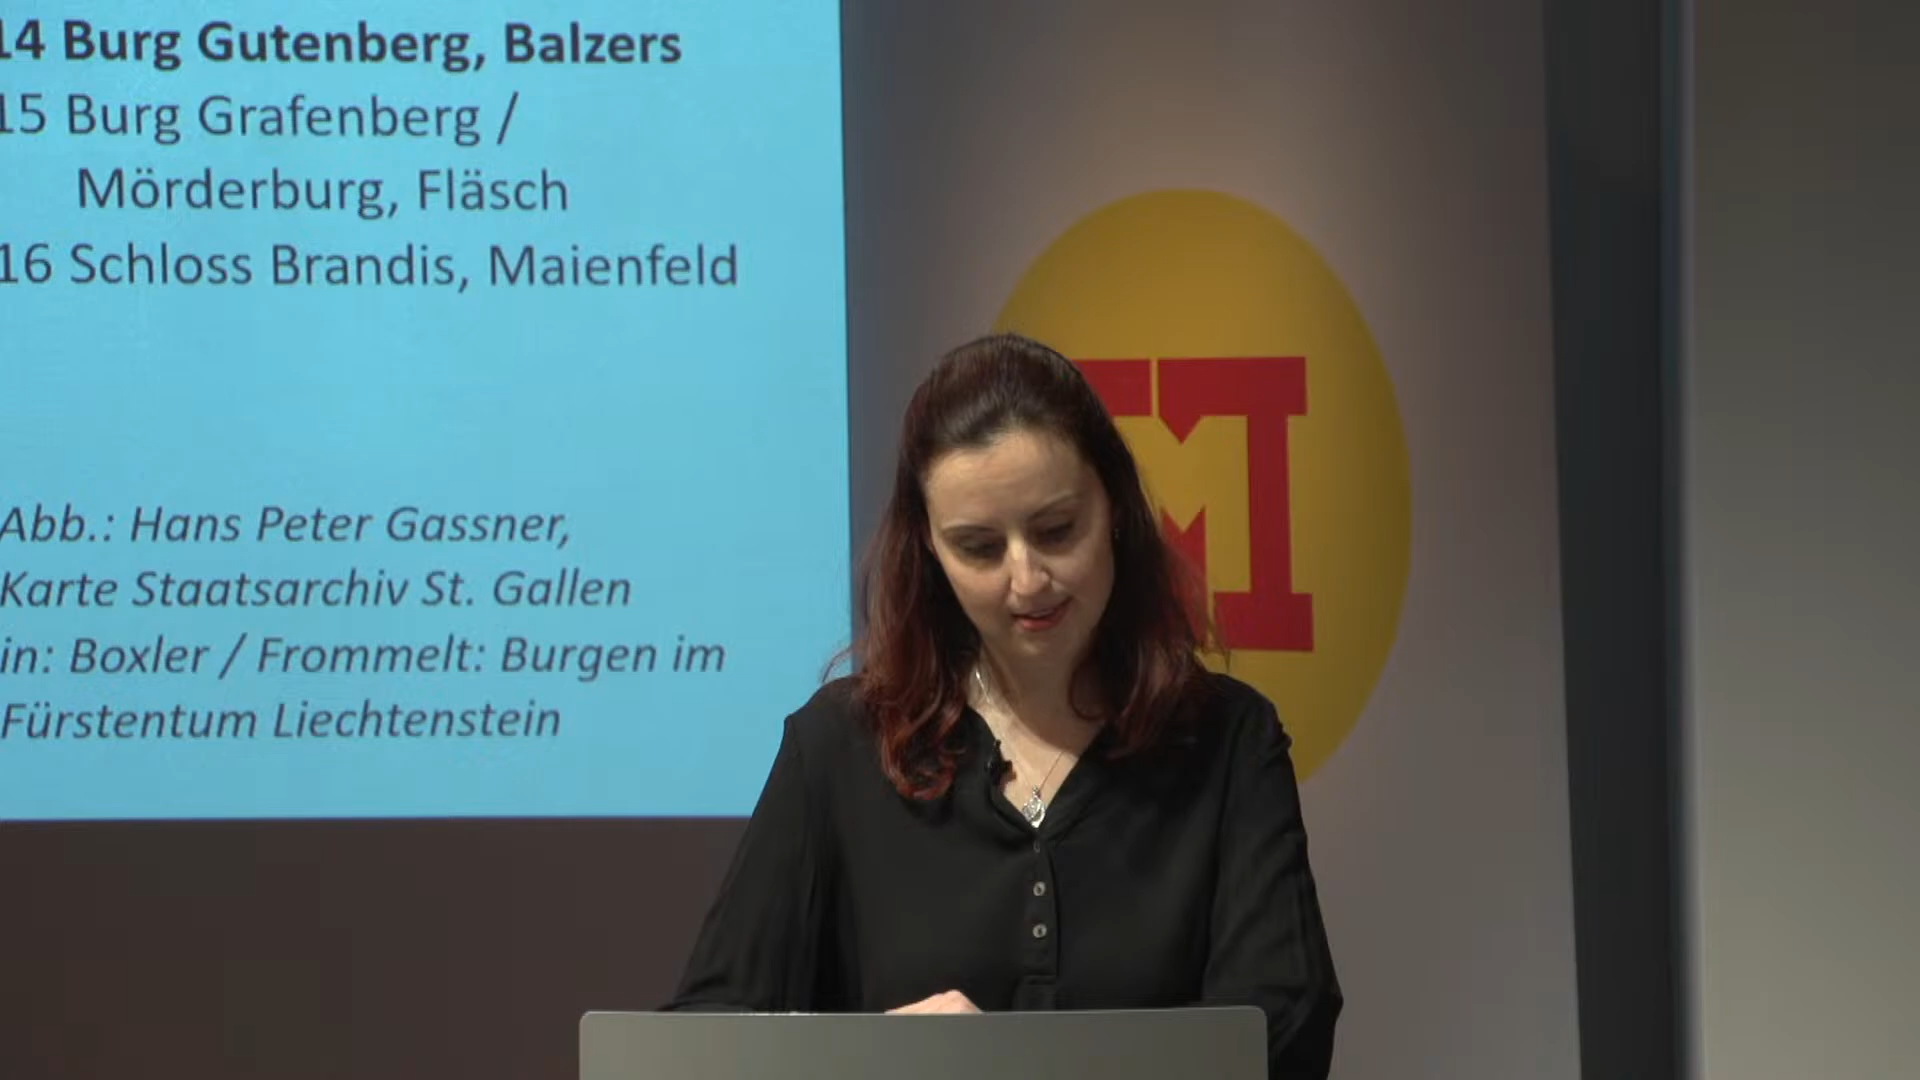 14 Burg Gutenberg, Balzers
15 Burg Grafenberg /
Mörderburg, Fläsch
16 Schloss Brandis, Maienfeld
Abb.: Hans Peter Gassner,
Karte Staatsarchiv St. Gallen
in: Boxler / Frommelt: Burgen im
Fürstentum Liechtenstein